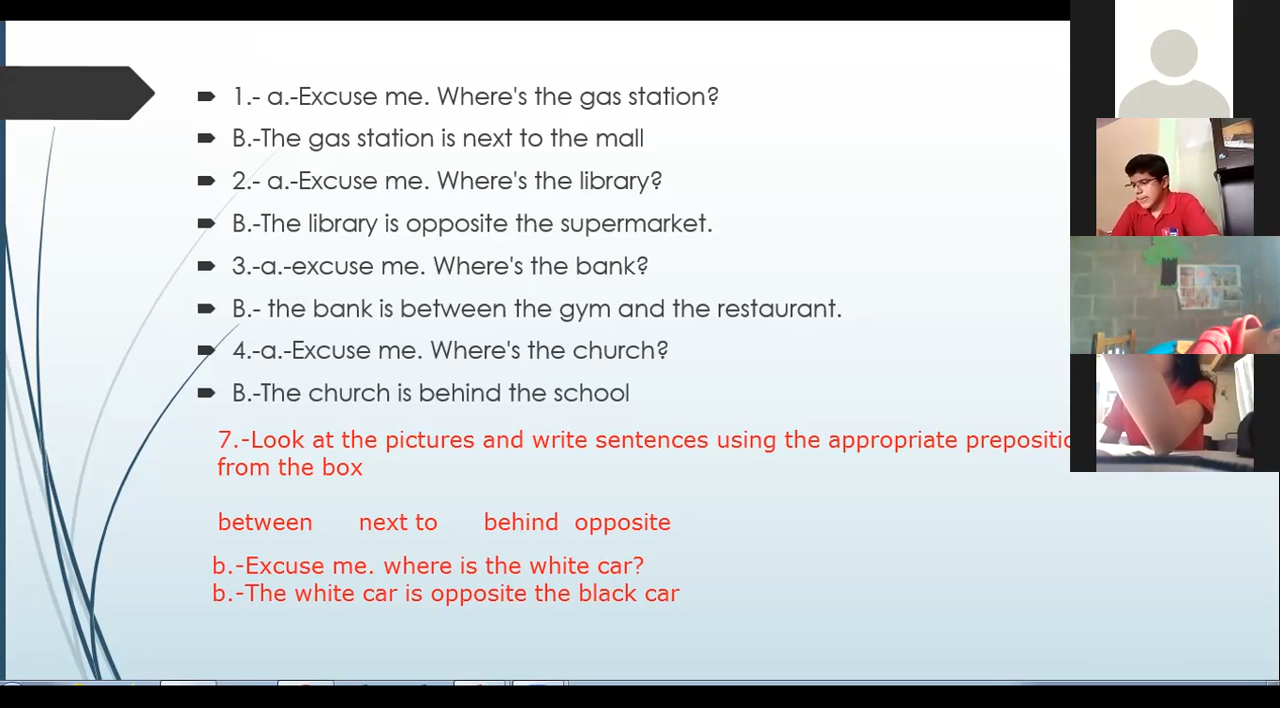 1.- a.-Excuse me. Where's the gas station?
B.-The gas station is next to the mall
2.- a.-Excuse me. Where's the library?
B.-The library is opposite the supermarket.
3.-a.-excuse me. Where's the bank?
B.- the bank is between the gym and the restaurant.
4.-a.-Excuse me. Where's the church?
B.-The church is behind the school
7.-Look at the pictures and write sentences using the appropriate
from the box
between next to behind opposite
b.-Excuse me. where is the white car?
b.-The white car is opposite the black car